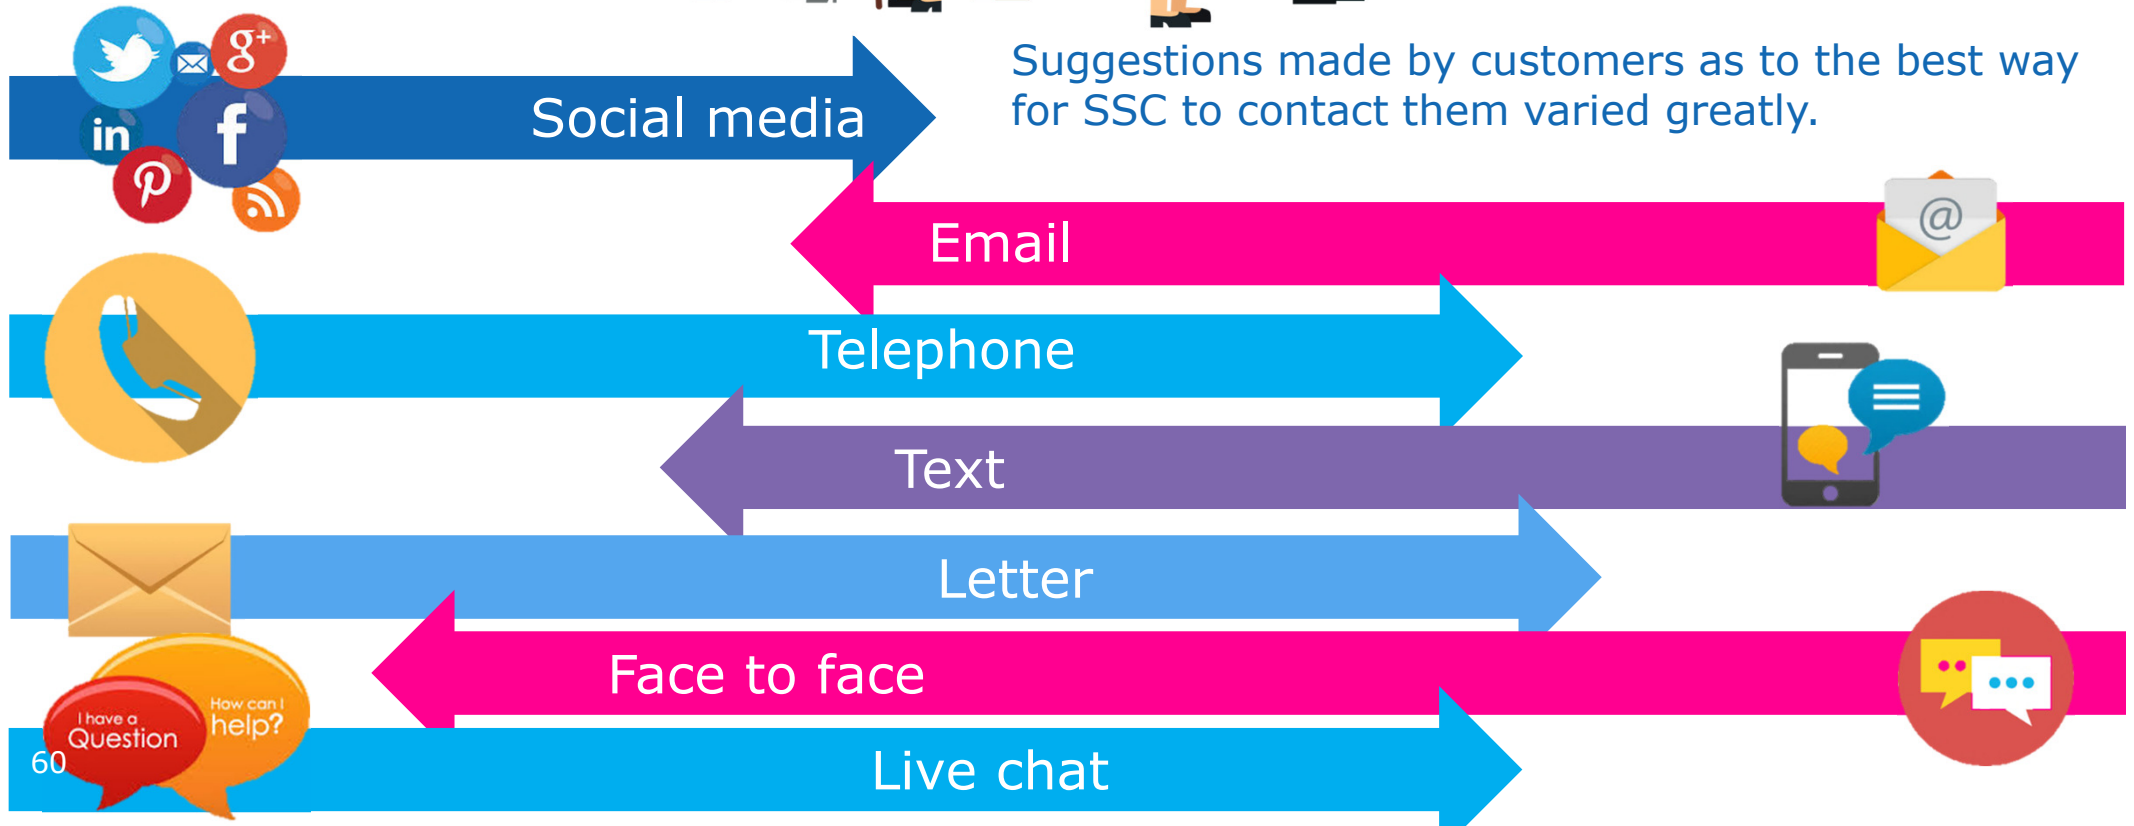 Suggestions made by customers as to the best way
for SSC to contact them varied greatly.
g+
in
f
Social media
Email
@
Telephone
Text
Letter
Face to face
I have a
Question
How can I
help?
Live chat
60